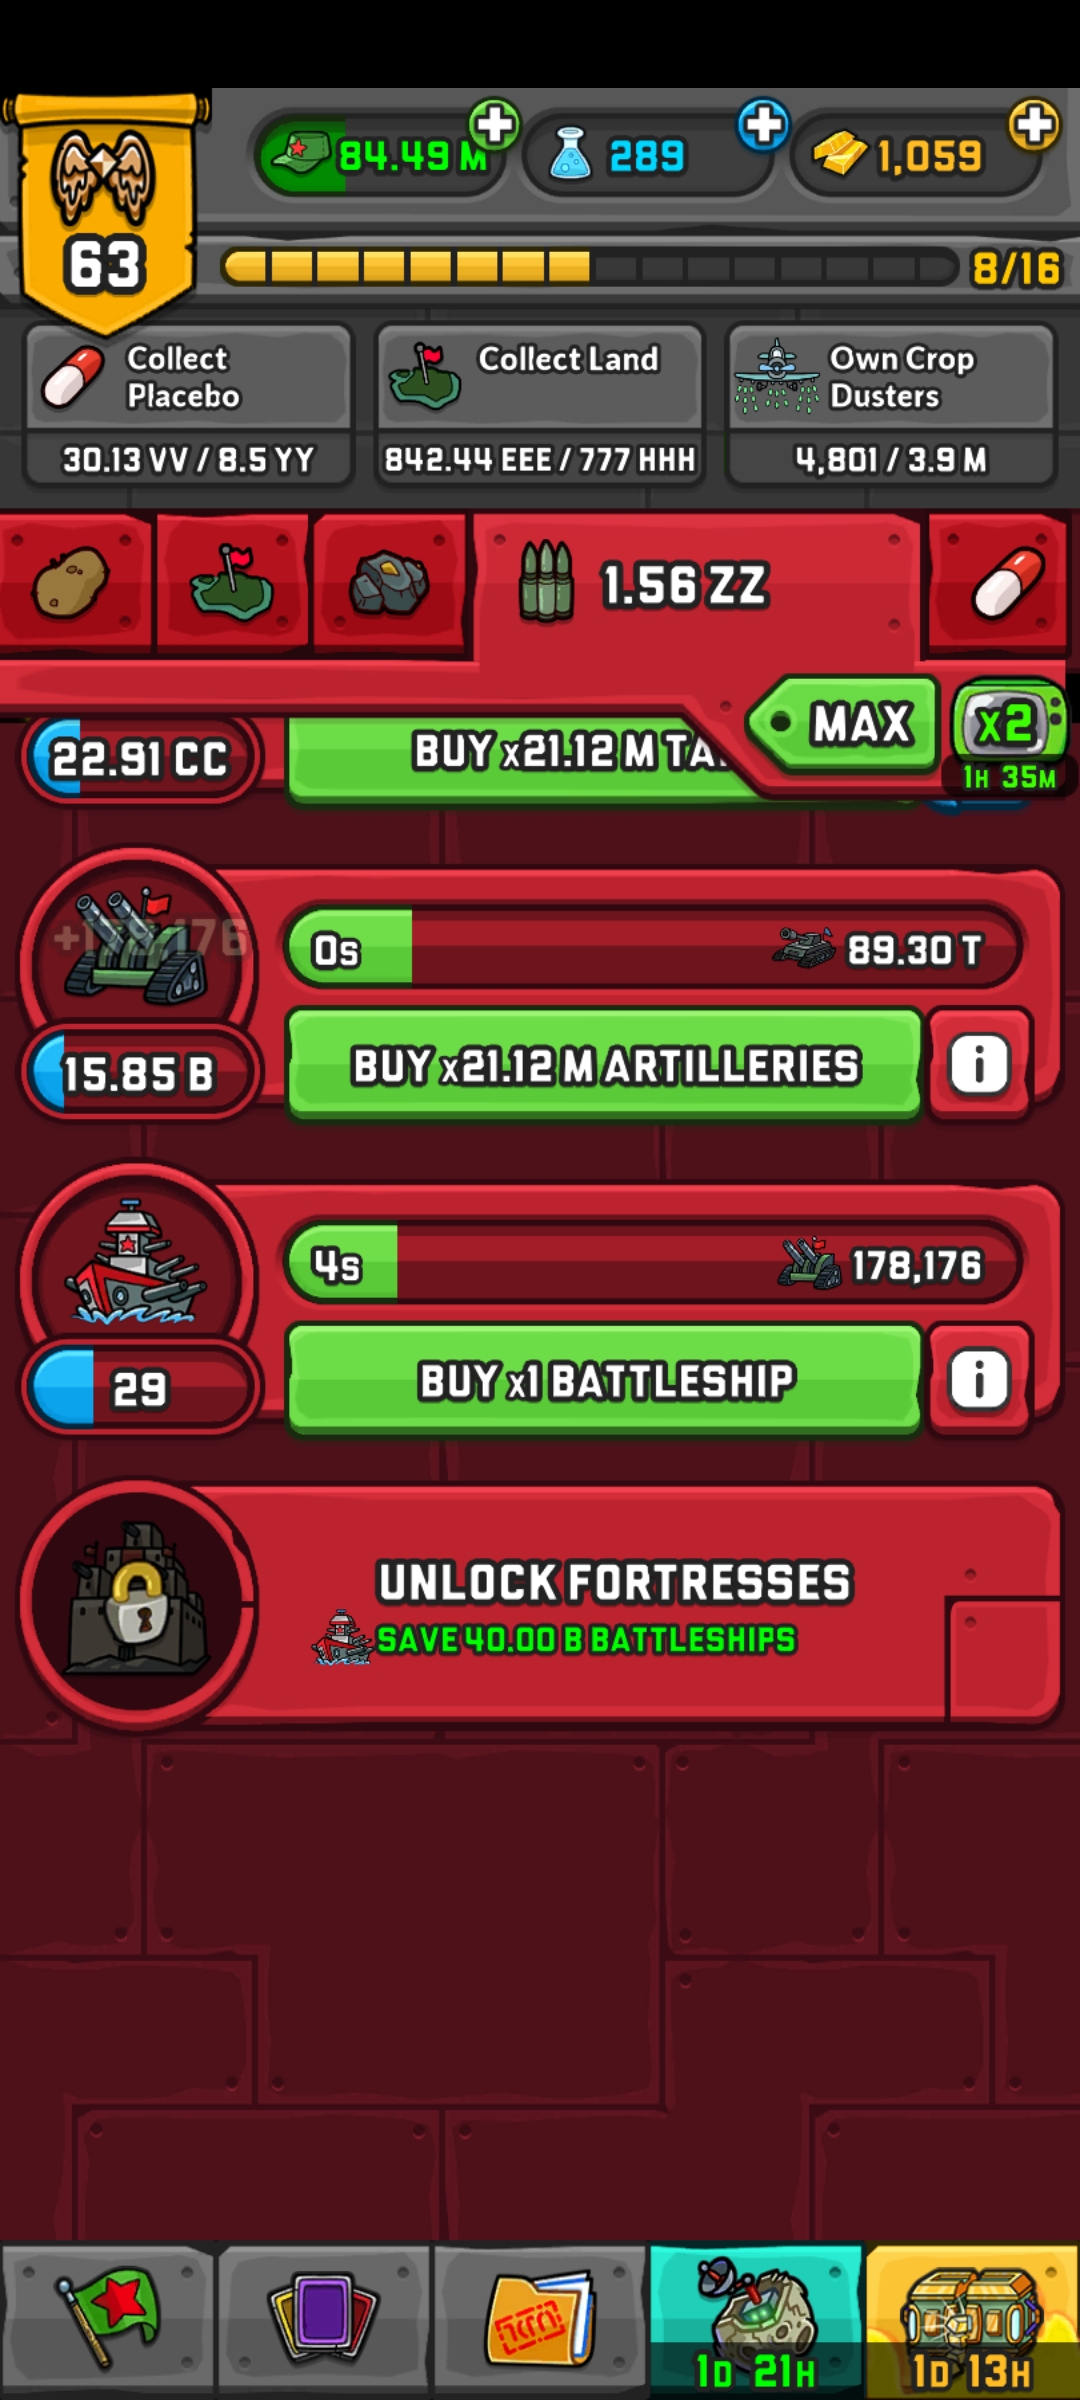 84.49 M
289
1,059
63
8/16
Collect
Placebo
30.13 VV / 8.5 YY
Collect Land
842.44 EEE / 777 HHH
Own Crop
Dusters
4,801 / 3.9 M
1.56 ZZ
MAX
x2
1H 35M
22.91 CC
BUY x21.12 M
0s
89.30 T
15.85 B
BUY x21.12 M ARTILLERIES
i
4s
178,176
29
BUY x1 BATTLESHIP
i
UNLOCK FORTRESSES
SAVE 40.00 B BATTLESHIPS
1D 21H
1D 13H